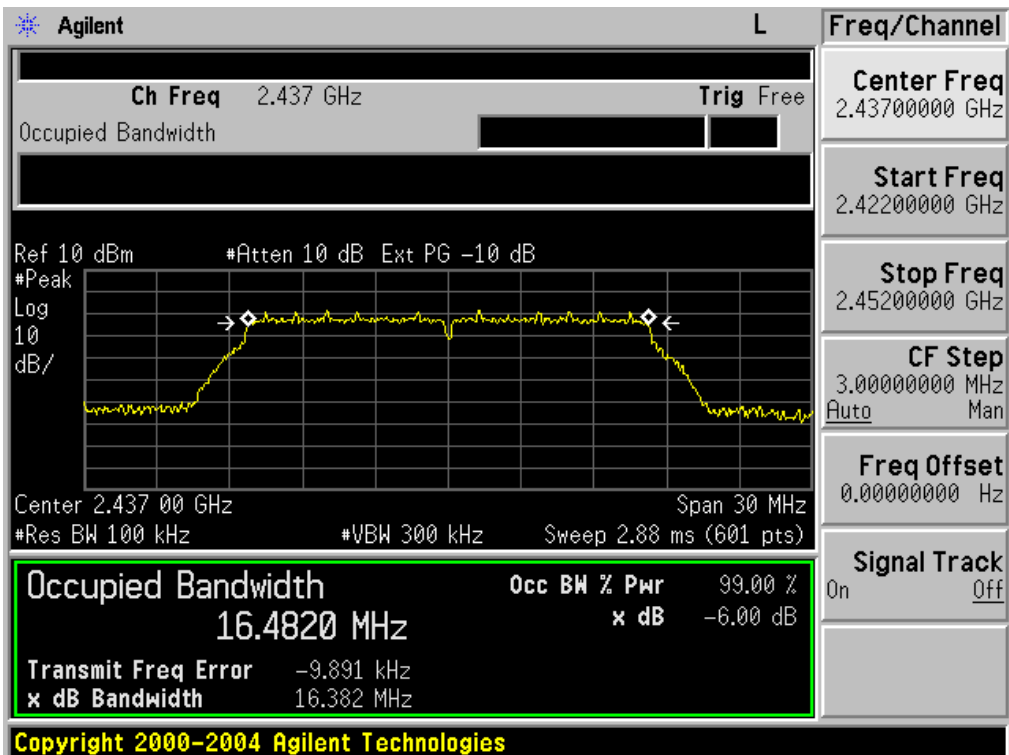 Agilent
L
Freq/Channel
Ch Freq 2.437 GHz
Trig Free
Occupied Bandwidth
Center Freq
2.43700000 GHz
Start Freq
2.42200000 GHz
Stop Freq
2.45200000 GHz
CF Step
3.00000000 MHz
Auto Man
Freq Offset
0.00000000 Hz
Signal Track
On Off
Ref 10 dBm #Atten 10 dB Ext PG -10 dB
#Peak
Log
10
dB/
Center 2.437 00 GHz Span 30 MHz
#Res BW 100 kHz #VBW 300 kHz Sweep 2.88 ms (601 pts)
Occupied Bandwidth
16.4820 MHz
Occ BW % Pwr 99.00 %
x dB -6.00 dB
Transmit Freq Error -9.891 kHz
x dB Bandwidth 16.382 MHz
Copyright 2000-2004 Agilent Technologies